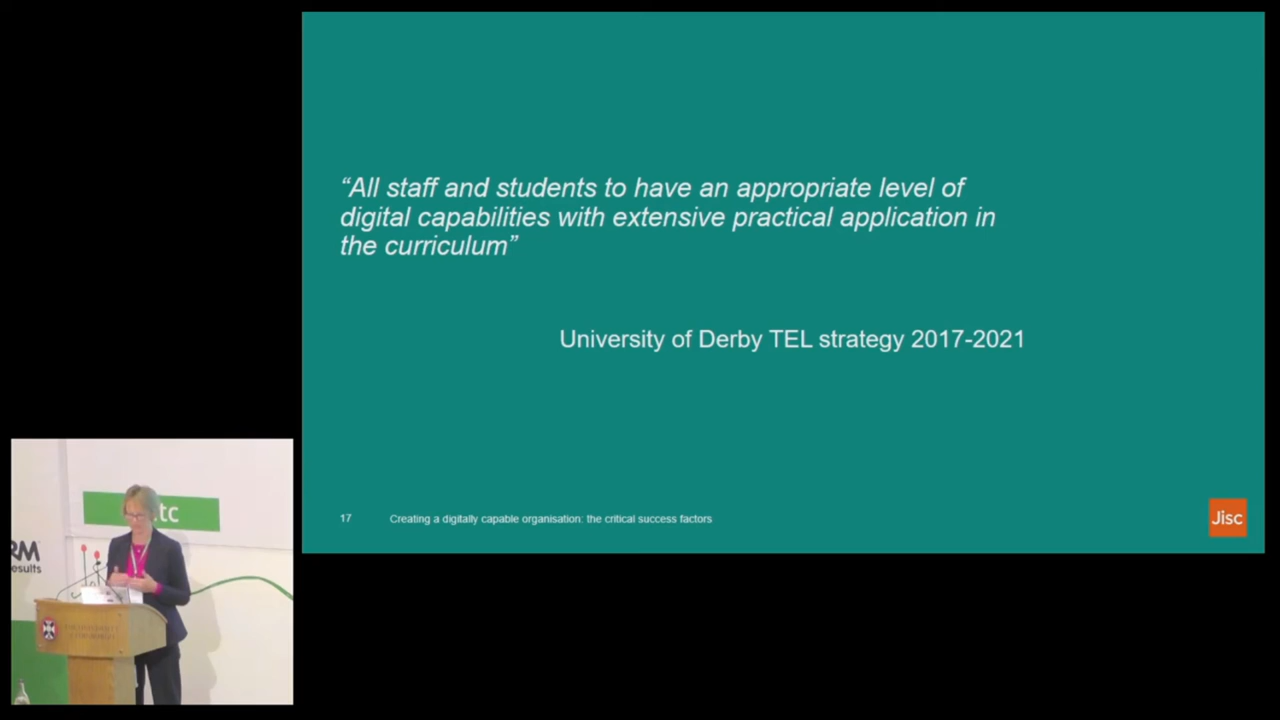 “All staff and students to have an appropriate level of
digital capabilities with extensive practical application in
the curriculum”
University of Derby TEL strategy 2017-2021
17 Creating a digitally capable organisation: the critical success factors
Jisc
tc
RM
esults